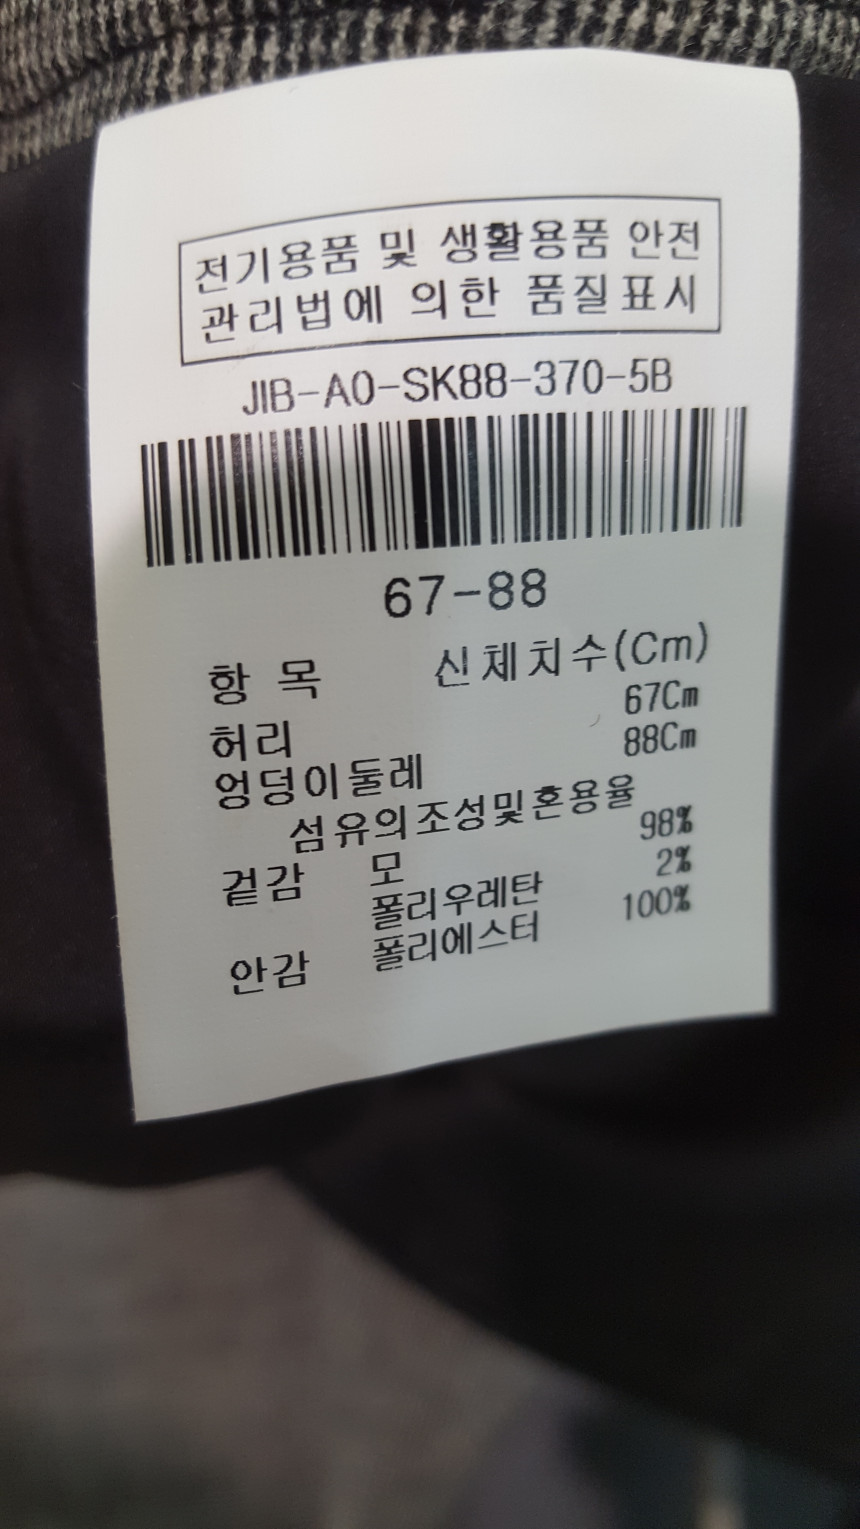 전기용품 및 생활용품 안전
관리법에 의한 품질표시
JIB-AO-SK88-370-5B
67-88
항 목 신체치수(Cm)
허리 67Cm
엉덩이둘레 88Cm
섬유의조성및혼용율
겉감 모 98%
폴리우레탄 2%
안감 폴리에스터 100%